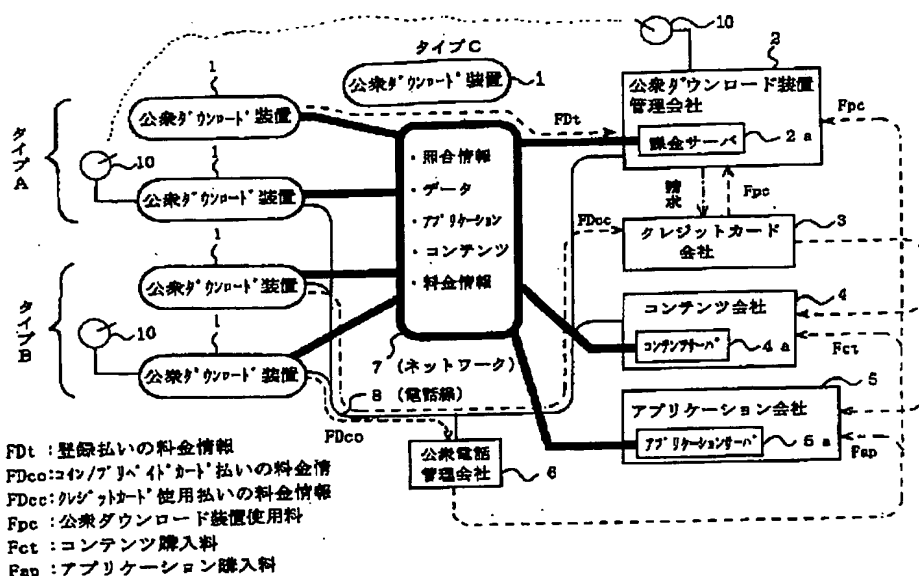 10
2
タイプC
1
公衆ダウンロード装置
1
公衆ダウンロード装置
公衆ダウンロード装置
管理会社
Fpc
FDt
タイプA
課金サーバ
2a
10
1
公衆ダウンロード装置
・照合情報
・データ
・アプリケーション
・コンテンツ
・料金情報
請求
Fpc
FDcc
3
クレジットカード
会社
1
公衆ダウンロード装置
タイプB
4
コンテンツ会社
コンテンツサーバ
4a
Fct
10
1
公衆ダウンロード装置
7(ネットワーク)
8(電話線)
5
アプリケーション会社
アプリケーションサーバ
5a
Fap
FDco
公衆電話
管理会社
6
FDt:登録払いの料金情報
FDco:コイン/プリペイドカード払いの料金情
FDcc:クレジットカード使用払いの料金情報
Fpc:公衆ダウンロード装置使用料
Fct:コンテンツ購入料
Fap:アプリケーション購入料